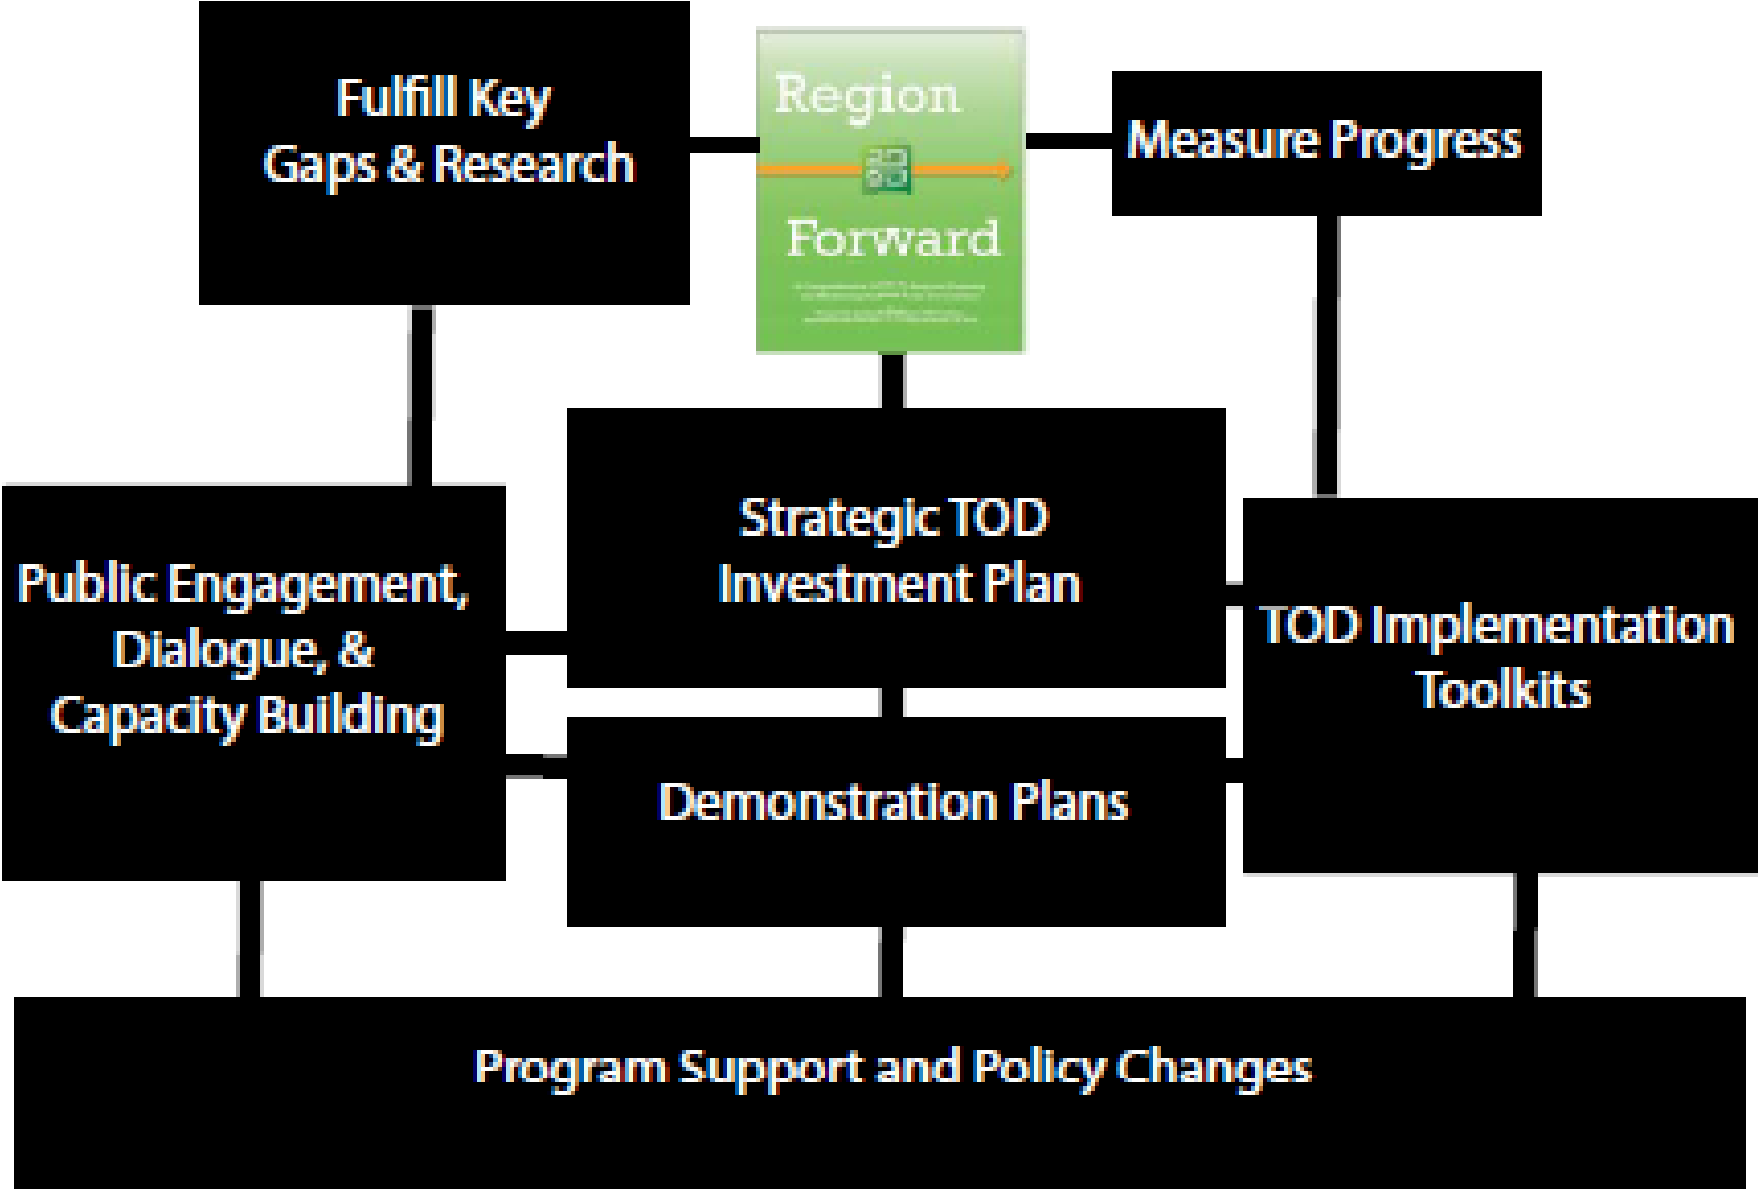 Fulfill Key
Gaps & Research
Region
Forward
Measure Progress
Strategic TOD
Investment Plan
Public Engagement,
Dialogue, &
Capacity Building
TOD Implementation
Toolkits
Demonstration Plans
Program Support and Policy Changes